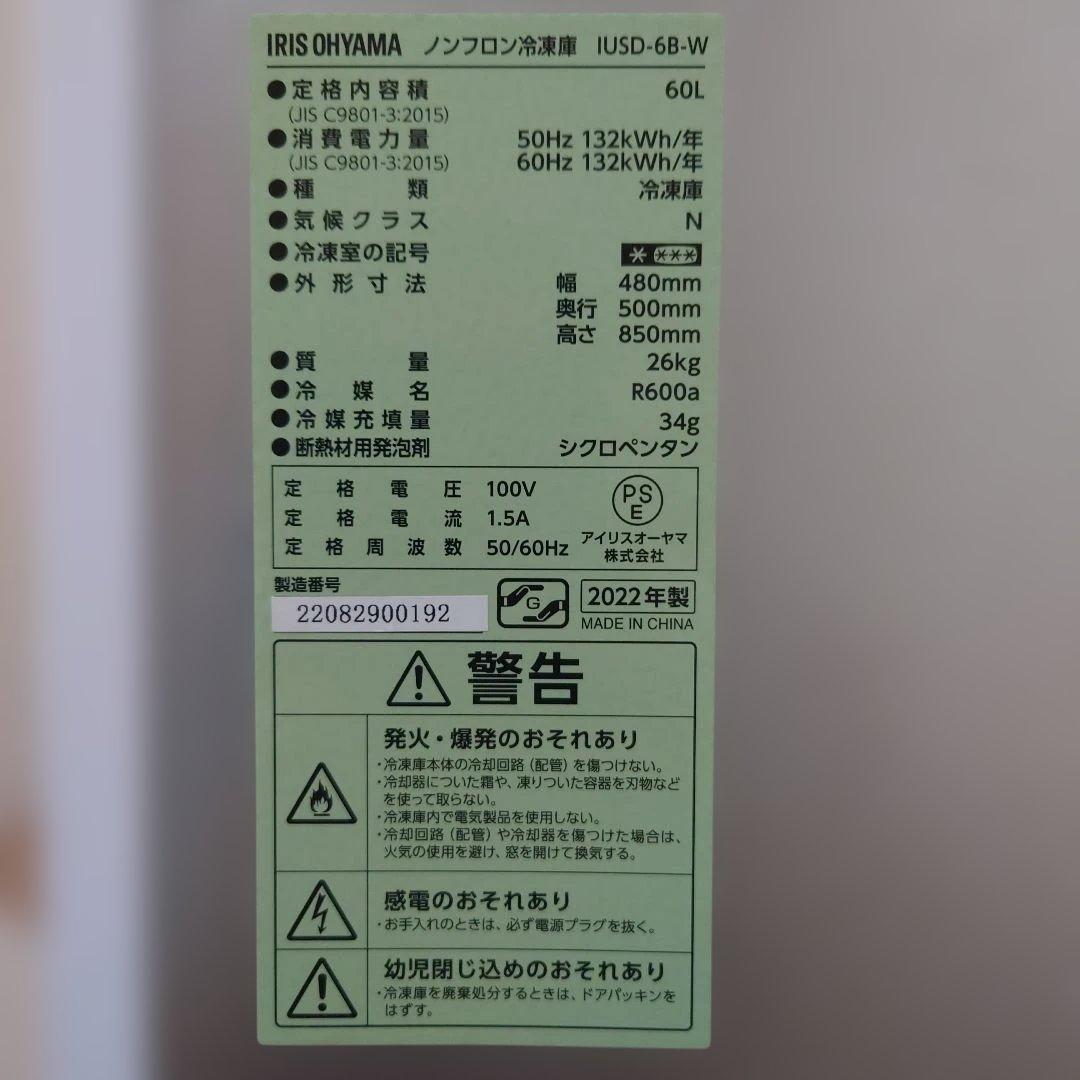 IRIS OHYAMA ノンフロン冷凍庫 IUSD-6B-W
●定格内容積 60L
(JIS C9801-3:2015)
●消費電力量 50Hz 132kWh/年
(JIS C9801-3:2015) 60Hz 132kWh/年
●種類 冷凍庫
●気候クラス N
●冷凍室の記号
●外形寸法 幅 480mm
奥行 500mm
高さ 850mm
●質量 26kg
●冷媒名 R600a
●冷媒充填量 34g
●断熱材用発泡剤 シクロペンタン
定格電圧 100V
定格電流 1.5A
定格周波数 50/60Hz
PS
E
アイリスオーヤマ
株式会社
製造番号
22082900192
G
2022年製
MADE IN CHINA
警告
発火・爆発のおそれあり
・冷凍庫本体の冷却回路（配管）を傷つけない。
・冷却器についた霜や、凍りついた容器を刃物など
を使って取らない。
・冷凍庫内で電気製品を使用しない。
・冷却回路（配管）や冷却器を傷つけた場合は、
火気の使用を避け、窓を開けて換気する。
感電のおそれあり
・お手入れのときは、必ず電源プラグを抜く。
幼児閉じ込めのおそれあり
・冷凍庫を廃棄処分するときは、ドアパッキンを
はずす。